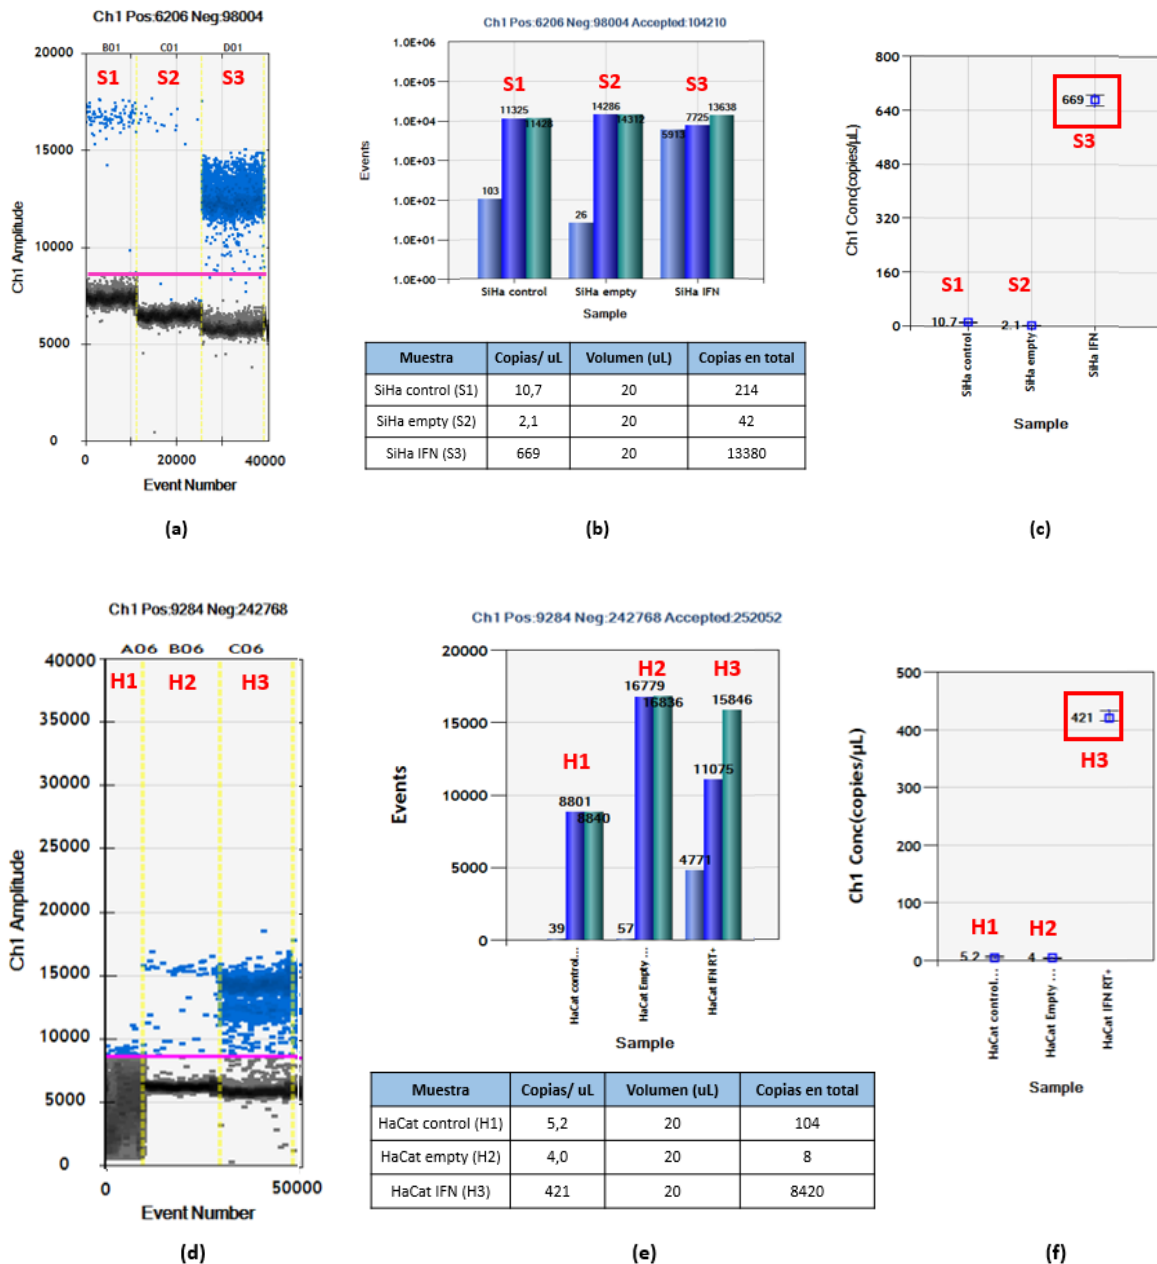 Ch1 Pos:6206 Neg:98004
B01 C01 D01
S1 S2 S3
20000
15000
10000
5000
0
Ch1 Amplitude
0 20000 40000
Event Number
(a)
Ch1 Pos:6206 Neg:98004 Accepted:104210
1.0E+06
1.0E+05
1.0E+04
1.0E+03
1.0E+02
1.0E+01
1.0E+00
Events
S1 S2 S3
103 11325 11428
26 14286 14312
5913 7725 13638
SiHa control SiHa empty SiHa IFN
Sample
Muestra Copias/ uL Volumen (uL) Copias en total
SiHa control (S1) 10,7 20 214
SiHa empty (S2) 2,1 20 42
SiHa IFN (S3) 669 20 13380
(b)
800
640
480
320
160
0
Ch1 Conc(copies/µL)
669
S3
S1 S2
10.7 2.1
SiHa control SiHa empty SiHa IFN
Sample
(c)
Ch1 Pos:9284 Neg:242768
A06 B06 C06
H1 H2 H3
40000
35000
30000
25000
20000
15000
10000
5000
0
Ch1 Amplitude
0 50000
Event Number
(d)
Ch1 Pos:9284 Neg:242768 Accepted:252052
20000
15000
10000
5000
0
Events
H1 H2 H3
39 8801 8840
57 16779 16836
4771 11075 15846
HaCat control... HaCat Empty ... HaCat IFN RT+
Sample
Muestra Copias/ uL Volumen (uL) Copias en total
HaCat control (H1) 5,2 20 104
HaCat empty (H2) 4,0 20 8
HaCat IFN (H3) 421 20 8420
(e)
500
400
300
200
100
0
Ch1 Conc(copies/µL)
421
H3
H1 H2
5.2 4
HaCat control... HaCat Empty ... HaCat IFN RT+
Sample
(f)